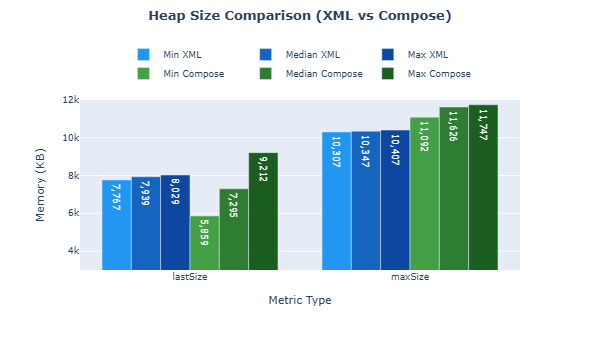 Heap Size Comparison (XML vs Compose)
Min XML Median XML Max XML
Min Compose Median Compose Max Compose
12k
10k
8k
6k
4k
Memory (KB)
7,767
7,939
8,029
5,859
7,295
9,212
10,307
10,347
10,407
11,092
11,626
11,747
lastSize maxSize
Metric Type